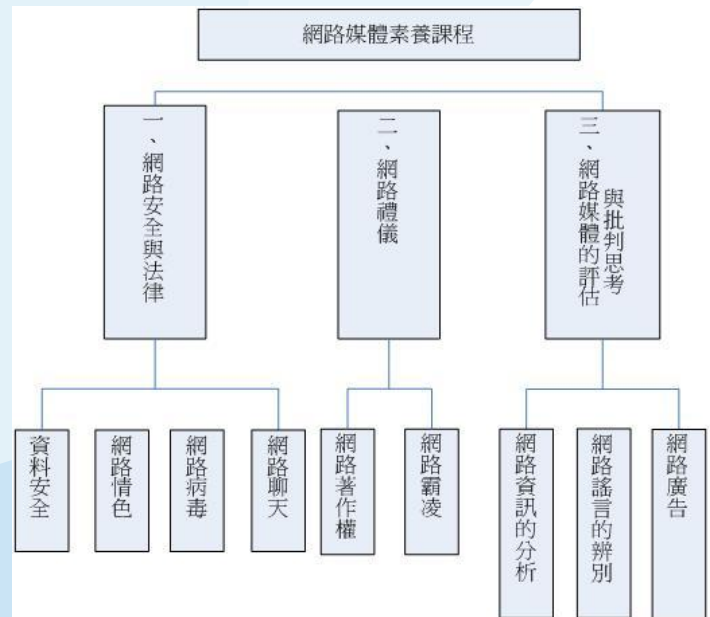 網路媒體素養課程
一、網路安全與法律
二、網路禮儀
三、網路媒體的評估
與批判思考
資料安全
網路情色
網路病毒
網路聊天
網路著作權
網路霸凌
網路資訊的分析
網路謠言的辨別
網路廣告